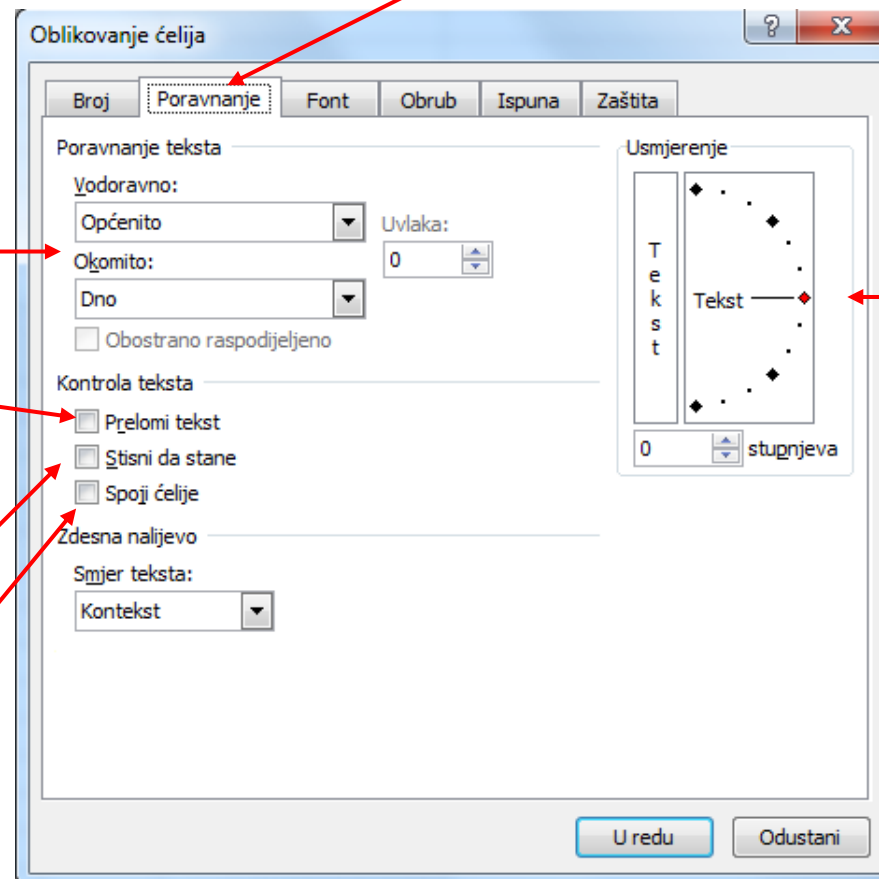 Oblikovanje ćelija
?
X
Broj Poravnanje Font Obrub Ispuna Zaštita
Poravnanje teksta
Vodoravno:
Općenito
Uvlaka:
0
Okomito:
Dno
Obostrano raspodijeljeno
Kontrola teksta
Prelomi tekst
Stisni da stane
Spoji ćelije
Zdesna nalijevo
Smjer teksta:
Kontekst
Usmjerenje
Tekst
Tekst
0 stupnjeva
U redu Odustani